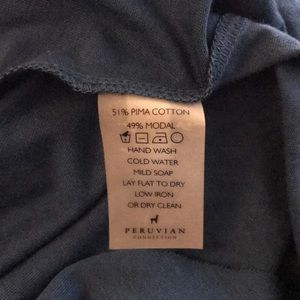 51% PIMA COTTON
49% MODAL
HAND WASH
COLD WATER
MILD SOAP
LAY FLAT TO DRY
LOW IRON
OR DRY CLEAN
PERUVIAN
CONNECTION